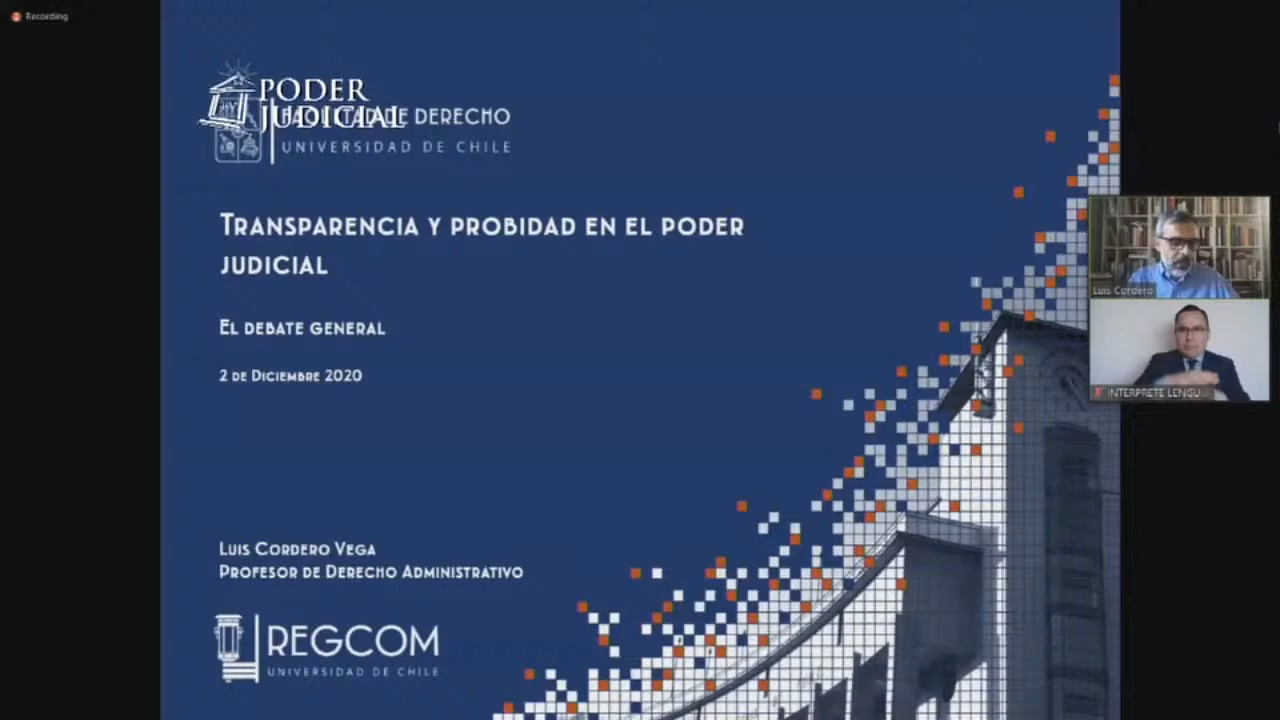 Recording
PODER
JUDICIAL
FACULTAD DE DERECHO
UNIVERSIDAD DE CHILE
TRANSPARENCIA Y PROBIDAD EN EL PODER
JUDICIAL
EL DEBATE GENERAL
2 DE DICIEMBRE 2020
Luis Cordero
INTERPRETE LENGU
LUIS CORDERO VEGA
PROFESOR DE DERECHO ADMINISTRATIVO
REGCOM
UNIVERSIDAD DE CHILE